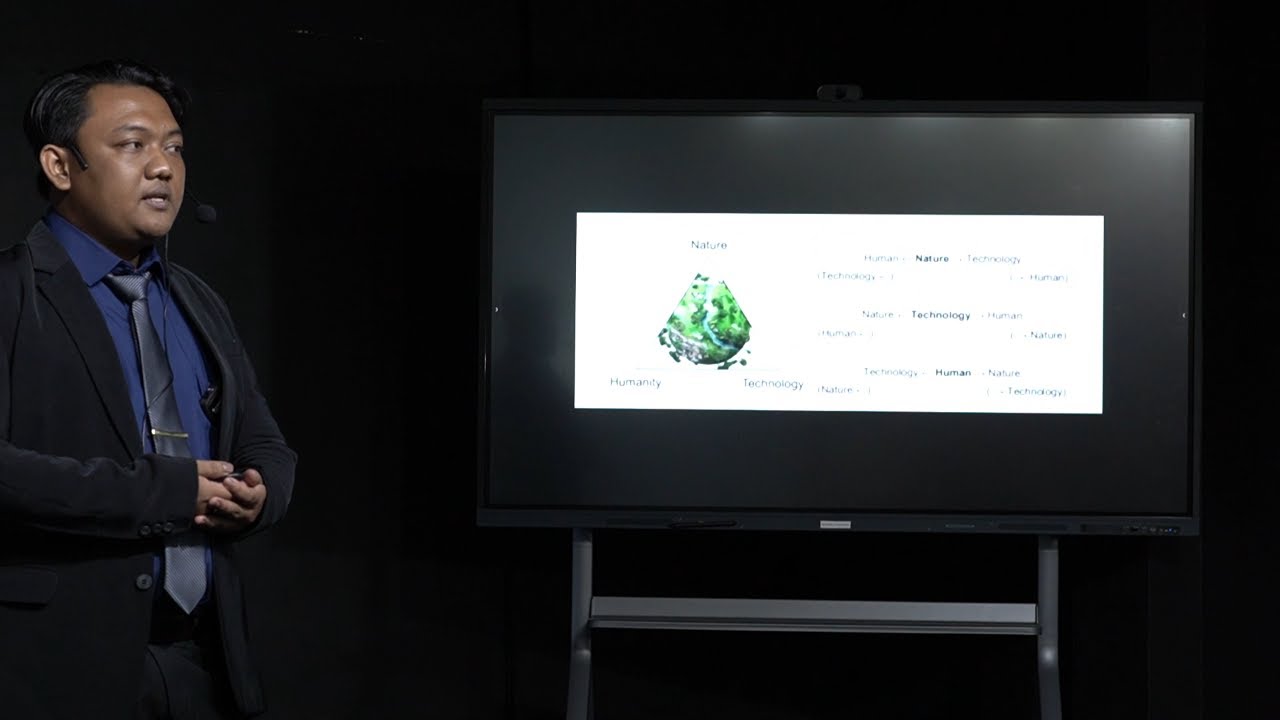 Nature
Humanity
Technology
Human - Nature - Technology
(Technology - ) ( - Human)
Nature - Technology - Human
(Human - ) ( - Nature)
Technology - Human - Nature
(Nature - ) ( - Technology)